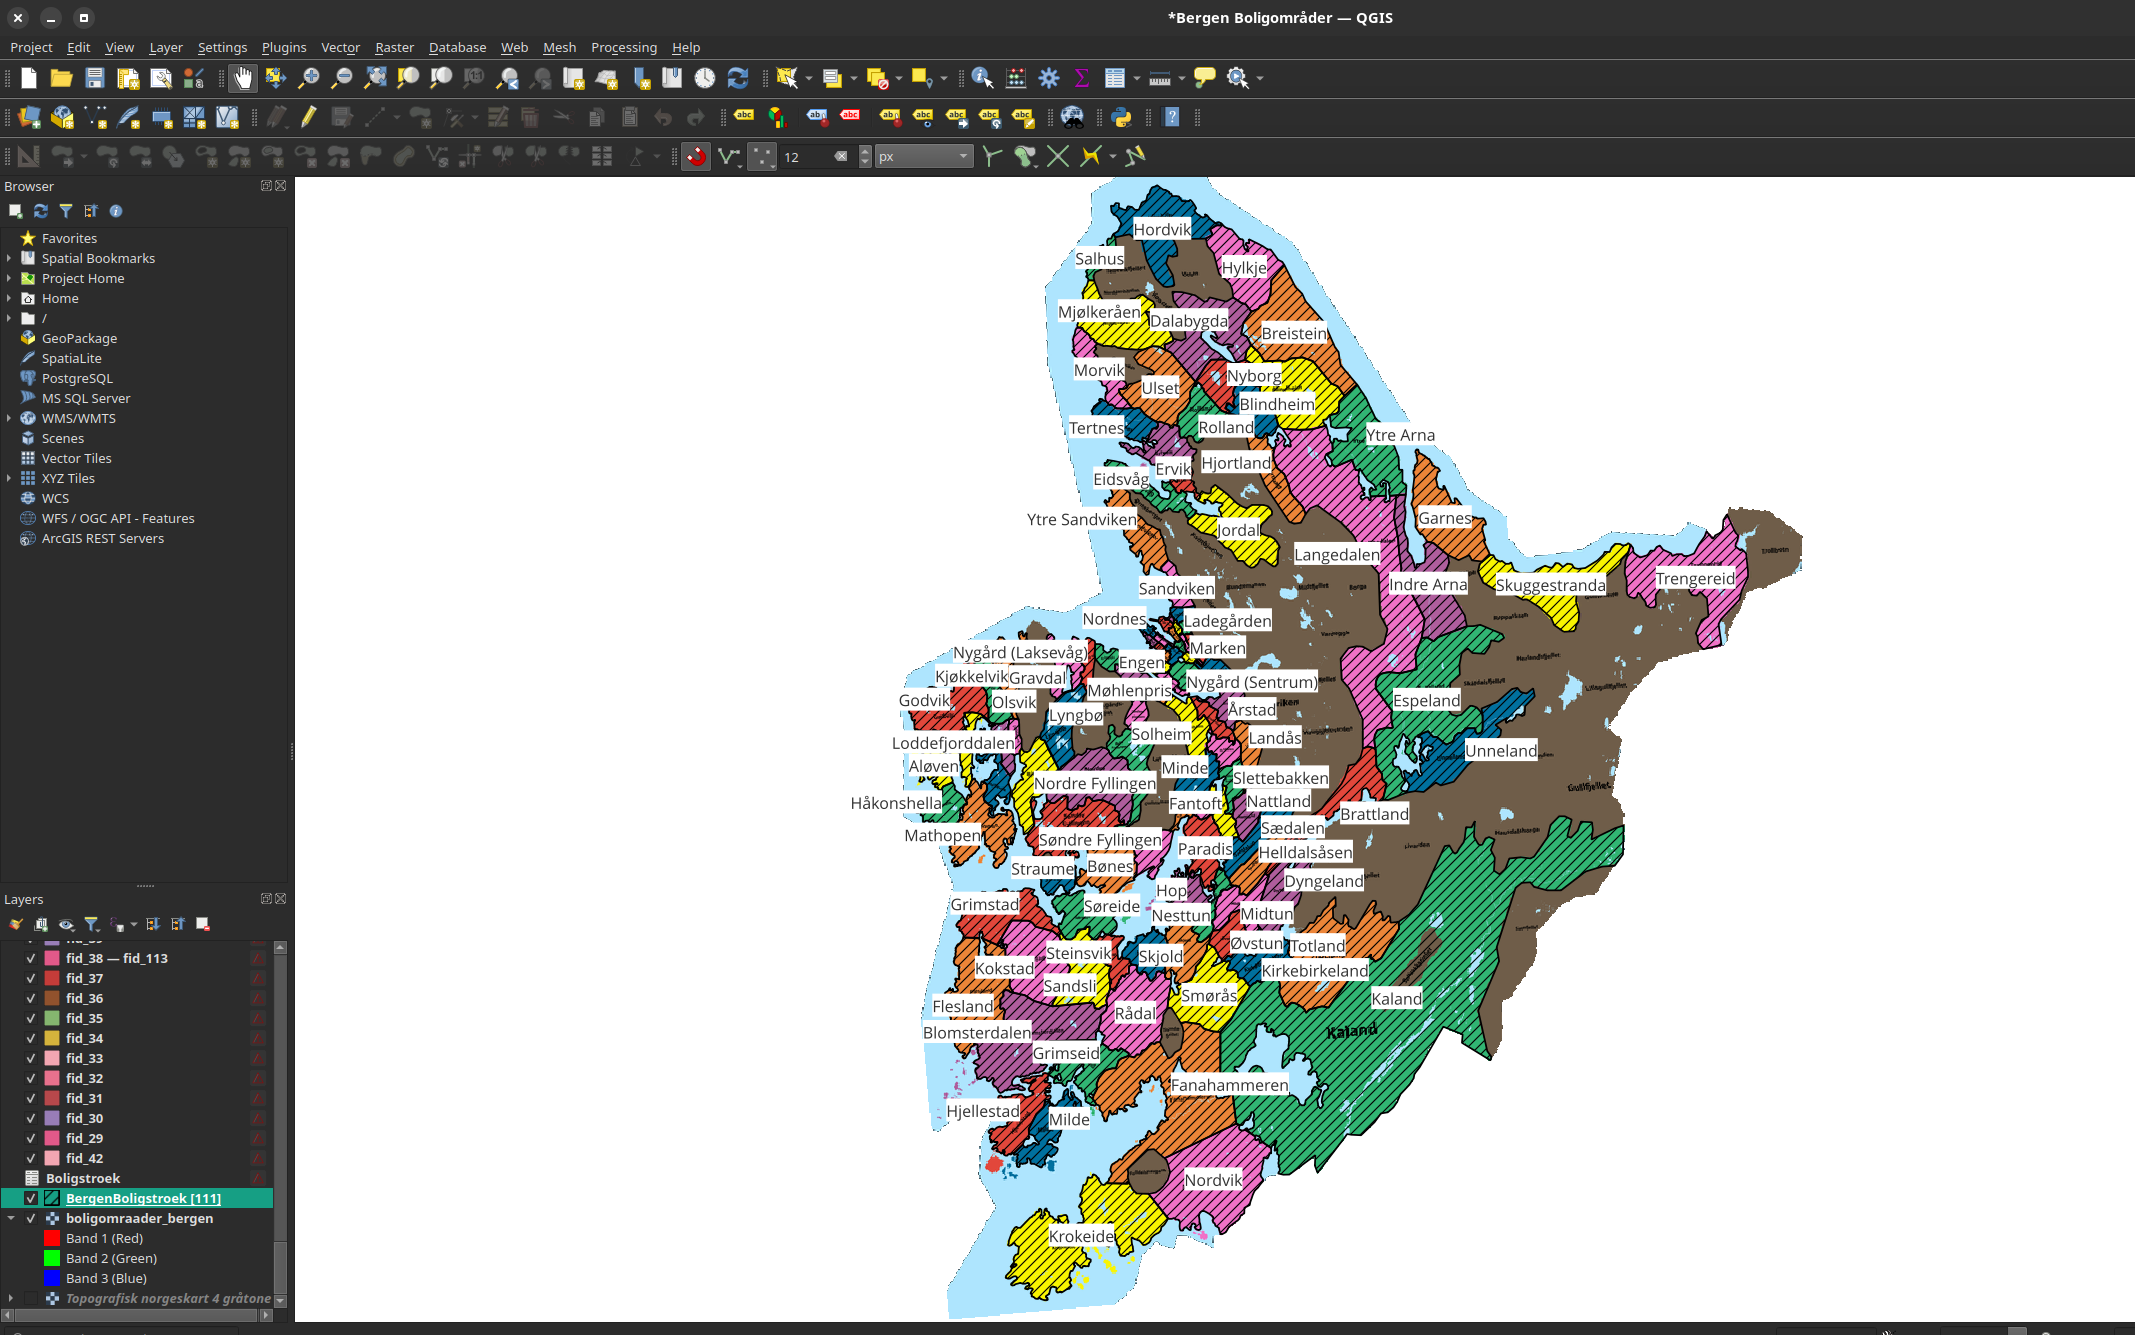 *Bergen Boligområder — QGIS
Project Edit View Layer Settings Plugins Vector Raster Database Web Mesh Processing Help
12 px
Browser
Favorites
Spatial Bookmarks
Project Home
Home
/
GeoPackage
SpatiaLite
PostgreSQL
MS SQL Server
WMS/WMTS
Scenes
Vector Tiles
XYZ Tiles
WCS
WFS / OGC API - Features
ArcGIS REST Servers
Layers
fid_38 — fid_113
fid_37
fid_36
fid_35
fid_34
fid_33
fid_32
fid_31
fid_30
fid_29
fid_42
Boligstroek
BergenBoligstroek [111]
boligomraader_bergen
Band 1 (Red)
Band 2 (Green)
Band 3 (Blue)
Topografisk norgeskart 4 gråtone
Hordvik
Salhus
Hylkje
Mjølkeråen
Dalabygda
Breistein
Morvik
Nyborg
Ulset
Blindheim
Tertnes
Rolland
Ytre Arna
Ervik
Hjortland
Eidsvåg
Ytre Sandviken
Garnes
Jordal
Langedalen
Indre Arna
Skuggestranda
Trengereid
Sandviken
Nordnes
Ladegården
Marken
Nygård (Laksevåg)
Engen
Kjøkkelvik
Gravdal
Nygård (Sentrum)
Møhlenpris
Godvik
Olsvik
Espeland
Årstad
Lyngbø
Solheim
Landås
Loddefjorddalen
Unneland
Aløven
Minde
Slettebakken
Nordre Fyllingen
Håkonshella
Fantoft
Nattland
Brattland
Mathopen
Sædalen
Søndre Fyllingen
Paradis
Helldalsåsen
Straume
Bønes
Dyngeland
Hop
Grimstad
Søreide
Nesttun
Midtun
Øvstun
Totland
Steinsvik
Skjold
Kokstad
Kirkebirkeland
Sandsli
Smørås
Kaland
Flesland
Rådal
Blomsterdalen
Kaland
Grimseid
Fanahammeren
Hjellestad
Milde
Nordvik
Krokeide